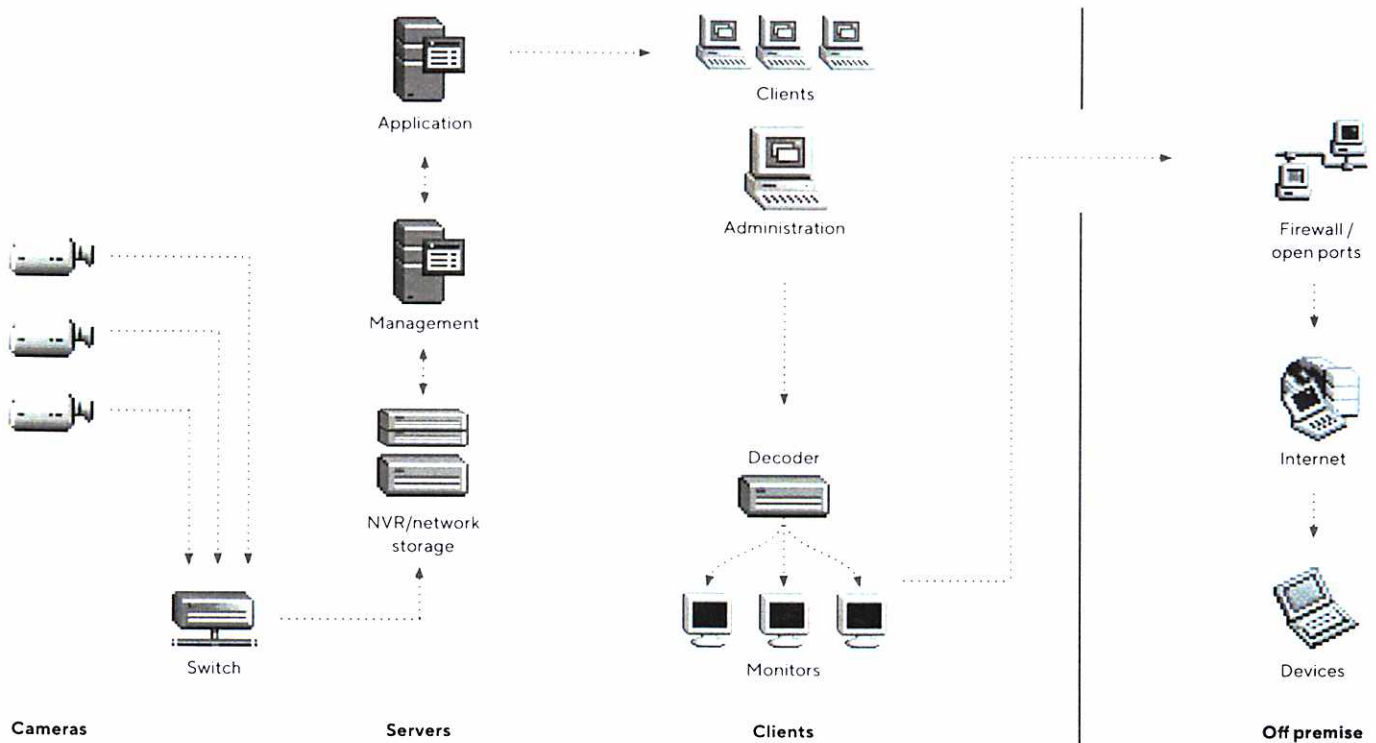 Application
Clients
Administration
Firewall /
open ports
Management
NVR/network
storage
Decoder
Internet
Switch
Monitors
Devices
Cameras
Servers
Clients
Off premise